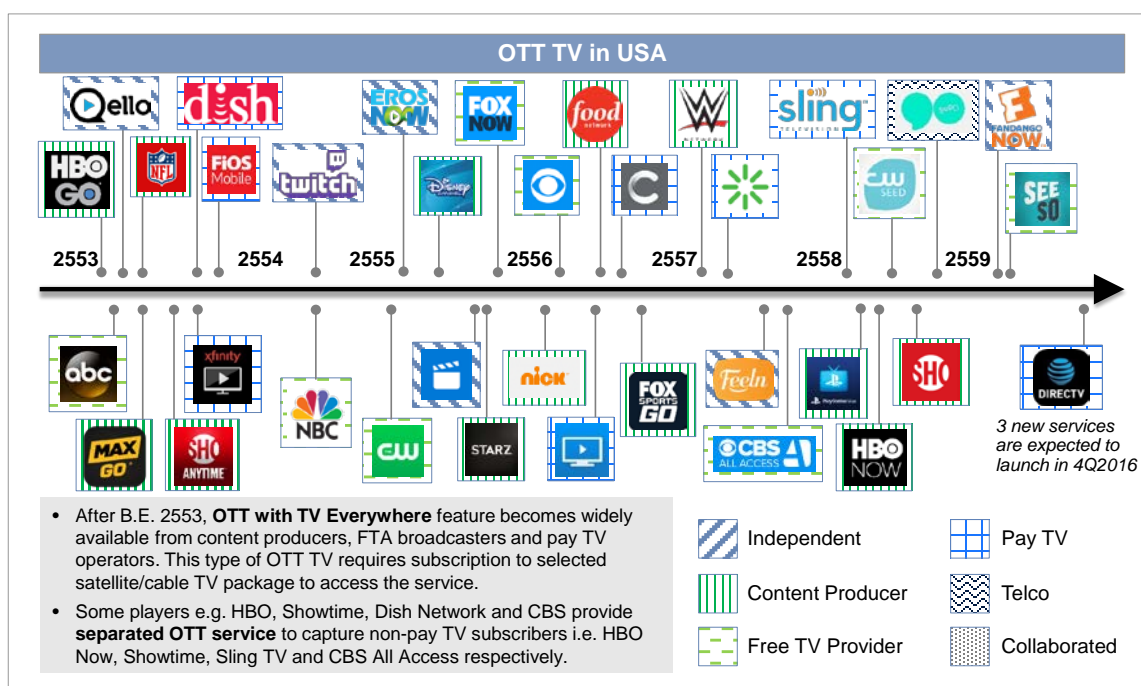 OTT TV in USA
Qello
dish
EROS
NOW
FOX
NOW
food
network
W
NETWORK
sling
TELEVISION
go90
FANDANGO
NOW
HBO
GO
NFL
FiOS
Mobile
twitch
Disney
CHANNEL
C
CW
SEED
SEE
SO
2553
2554
2555
2556
2557
2558
2559
abc
xfinity
NBC
CW
nick
FOX
SPORTS
GO
Feeln
PlayStation Vue
SHO
DIRECTV
MAX
GO
SHO
ANYTIME
STARZ
CBS
ALL ACCESS
HBO
NOW
3 new services
are expected to
launch in 4Q2016
• After B.E. 2553, OTT with TV Everywhere feature becomes widely
available from content producers, FTA broadcasters and pay TV
operators. This type of OTT TV requires subscription to selected
satellite/cable TV package to access the service.
• Some players e.g. HBO, Showtime, Dish Network and CBS provide
separated OTT service to capture non-pay TV subscribers i.e. HBO
Now, Showtime, Sling TV and CBS All Access respectively.
Independent
Pay TV
Content Producer
Telco
Free TV Provider
Collaborated